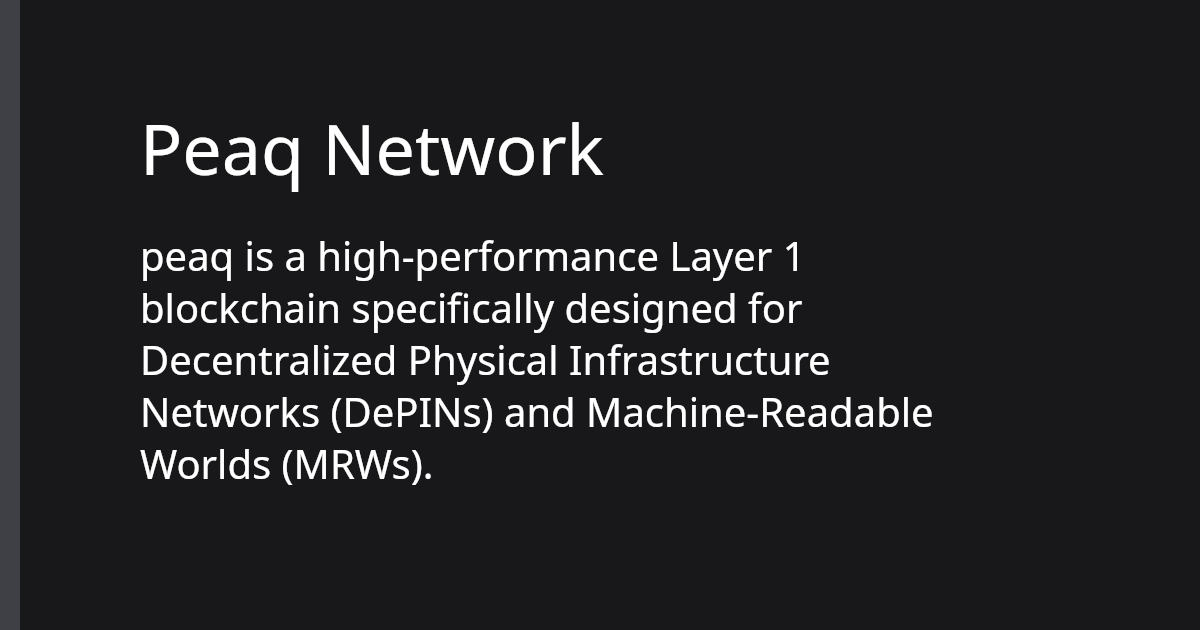 Peaq Network
peaq is a high-performance Layer 1
blockchain specifically designed for
Decentralized Physical Infrastructure
Networks (DePINs) and Machine-Readable
Worlds (MRWs).